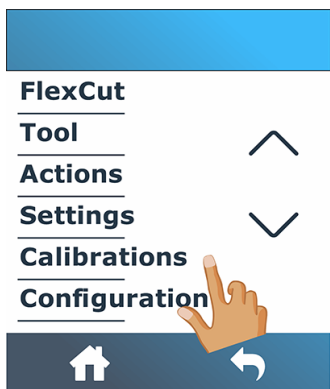 FlexCut
Tool
Actions
Settings
Calibrations
Configuration